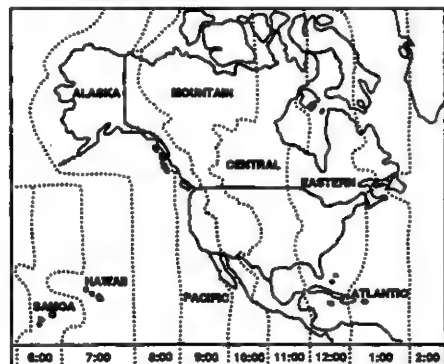 ALASKA MOUNTAIN
CENTRAL
EASTERN
HAWAII
SAMOA PACIFIC ATLANTIC
6:00 7:00 8:00 9:00 10:00 11:00 12:00 1:00 2:00